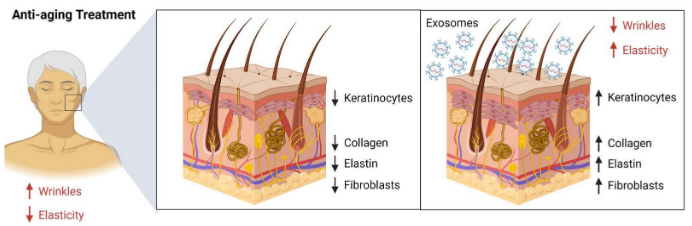 Anti-aging Treatment
↑ Wrinkles
↓ Elasticity
↓ Keratinocytes
↓ Collagen
↓ Elastin
↓ Fibroblasts
Exosomes
↓ Wrinkles
↑ Elasticity
↑ Keratinocytes
↑ Collagen
↑ Elastin
↑ Fibroblasts